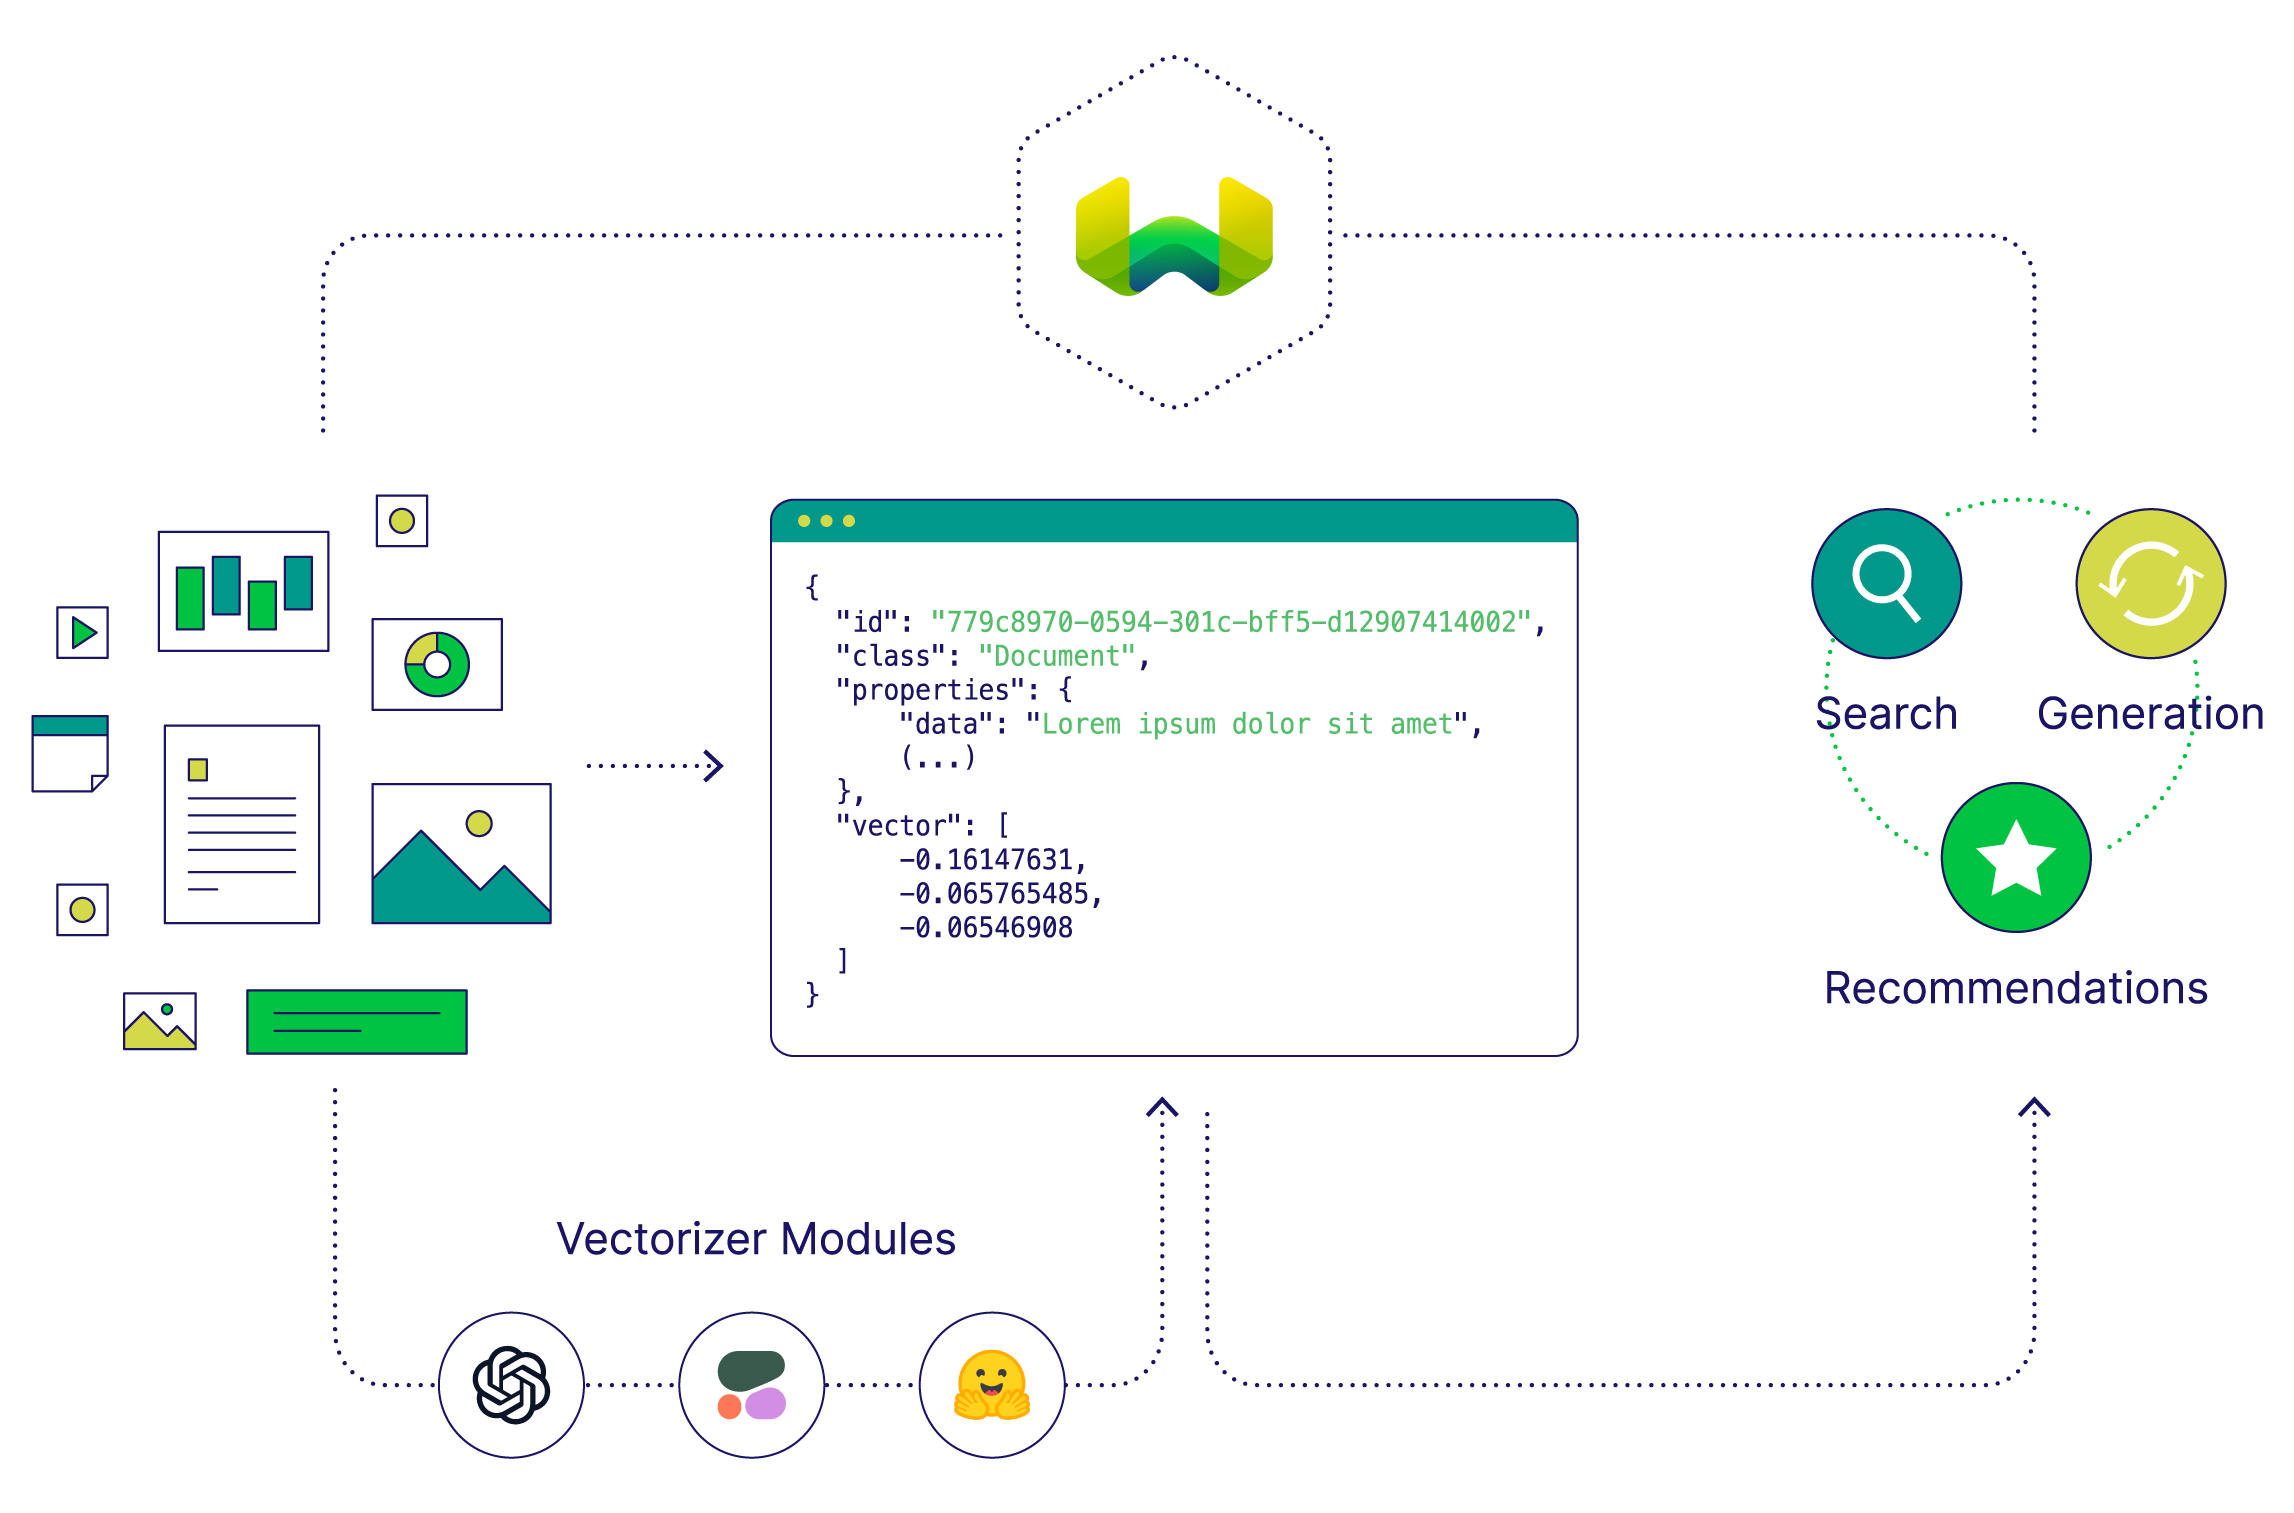 {
"id": "779c8970-0594-301c-bff5-d12907414002",
"class": "Document",
"properties": {
"data": "Lorem ipsum dolor sit amet",
(...)
},
"vector": [
-0.16147631,
-0.065765485,
-0.06546908
]
}
Search
Generation
Recommendations
Vectorizer Modules